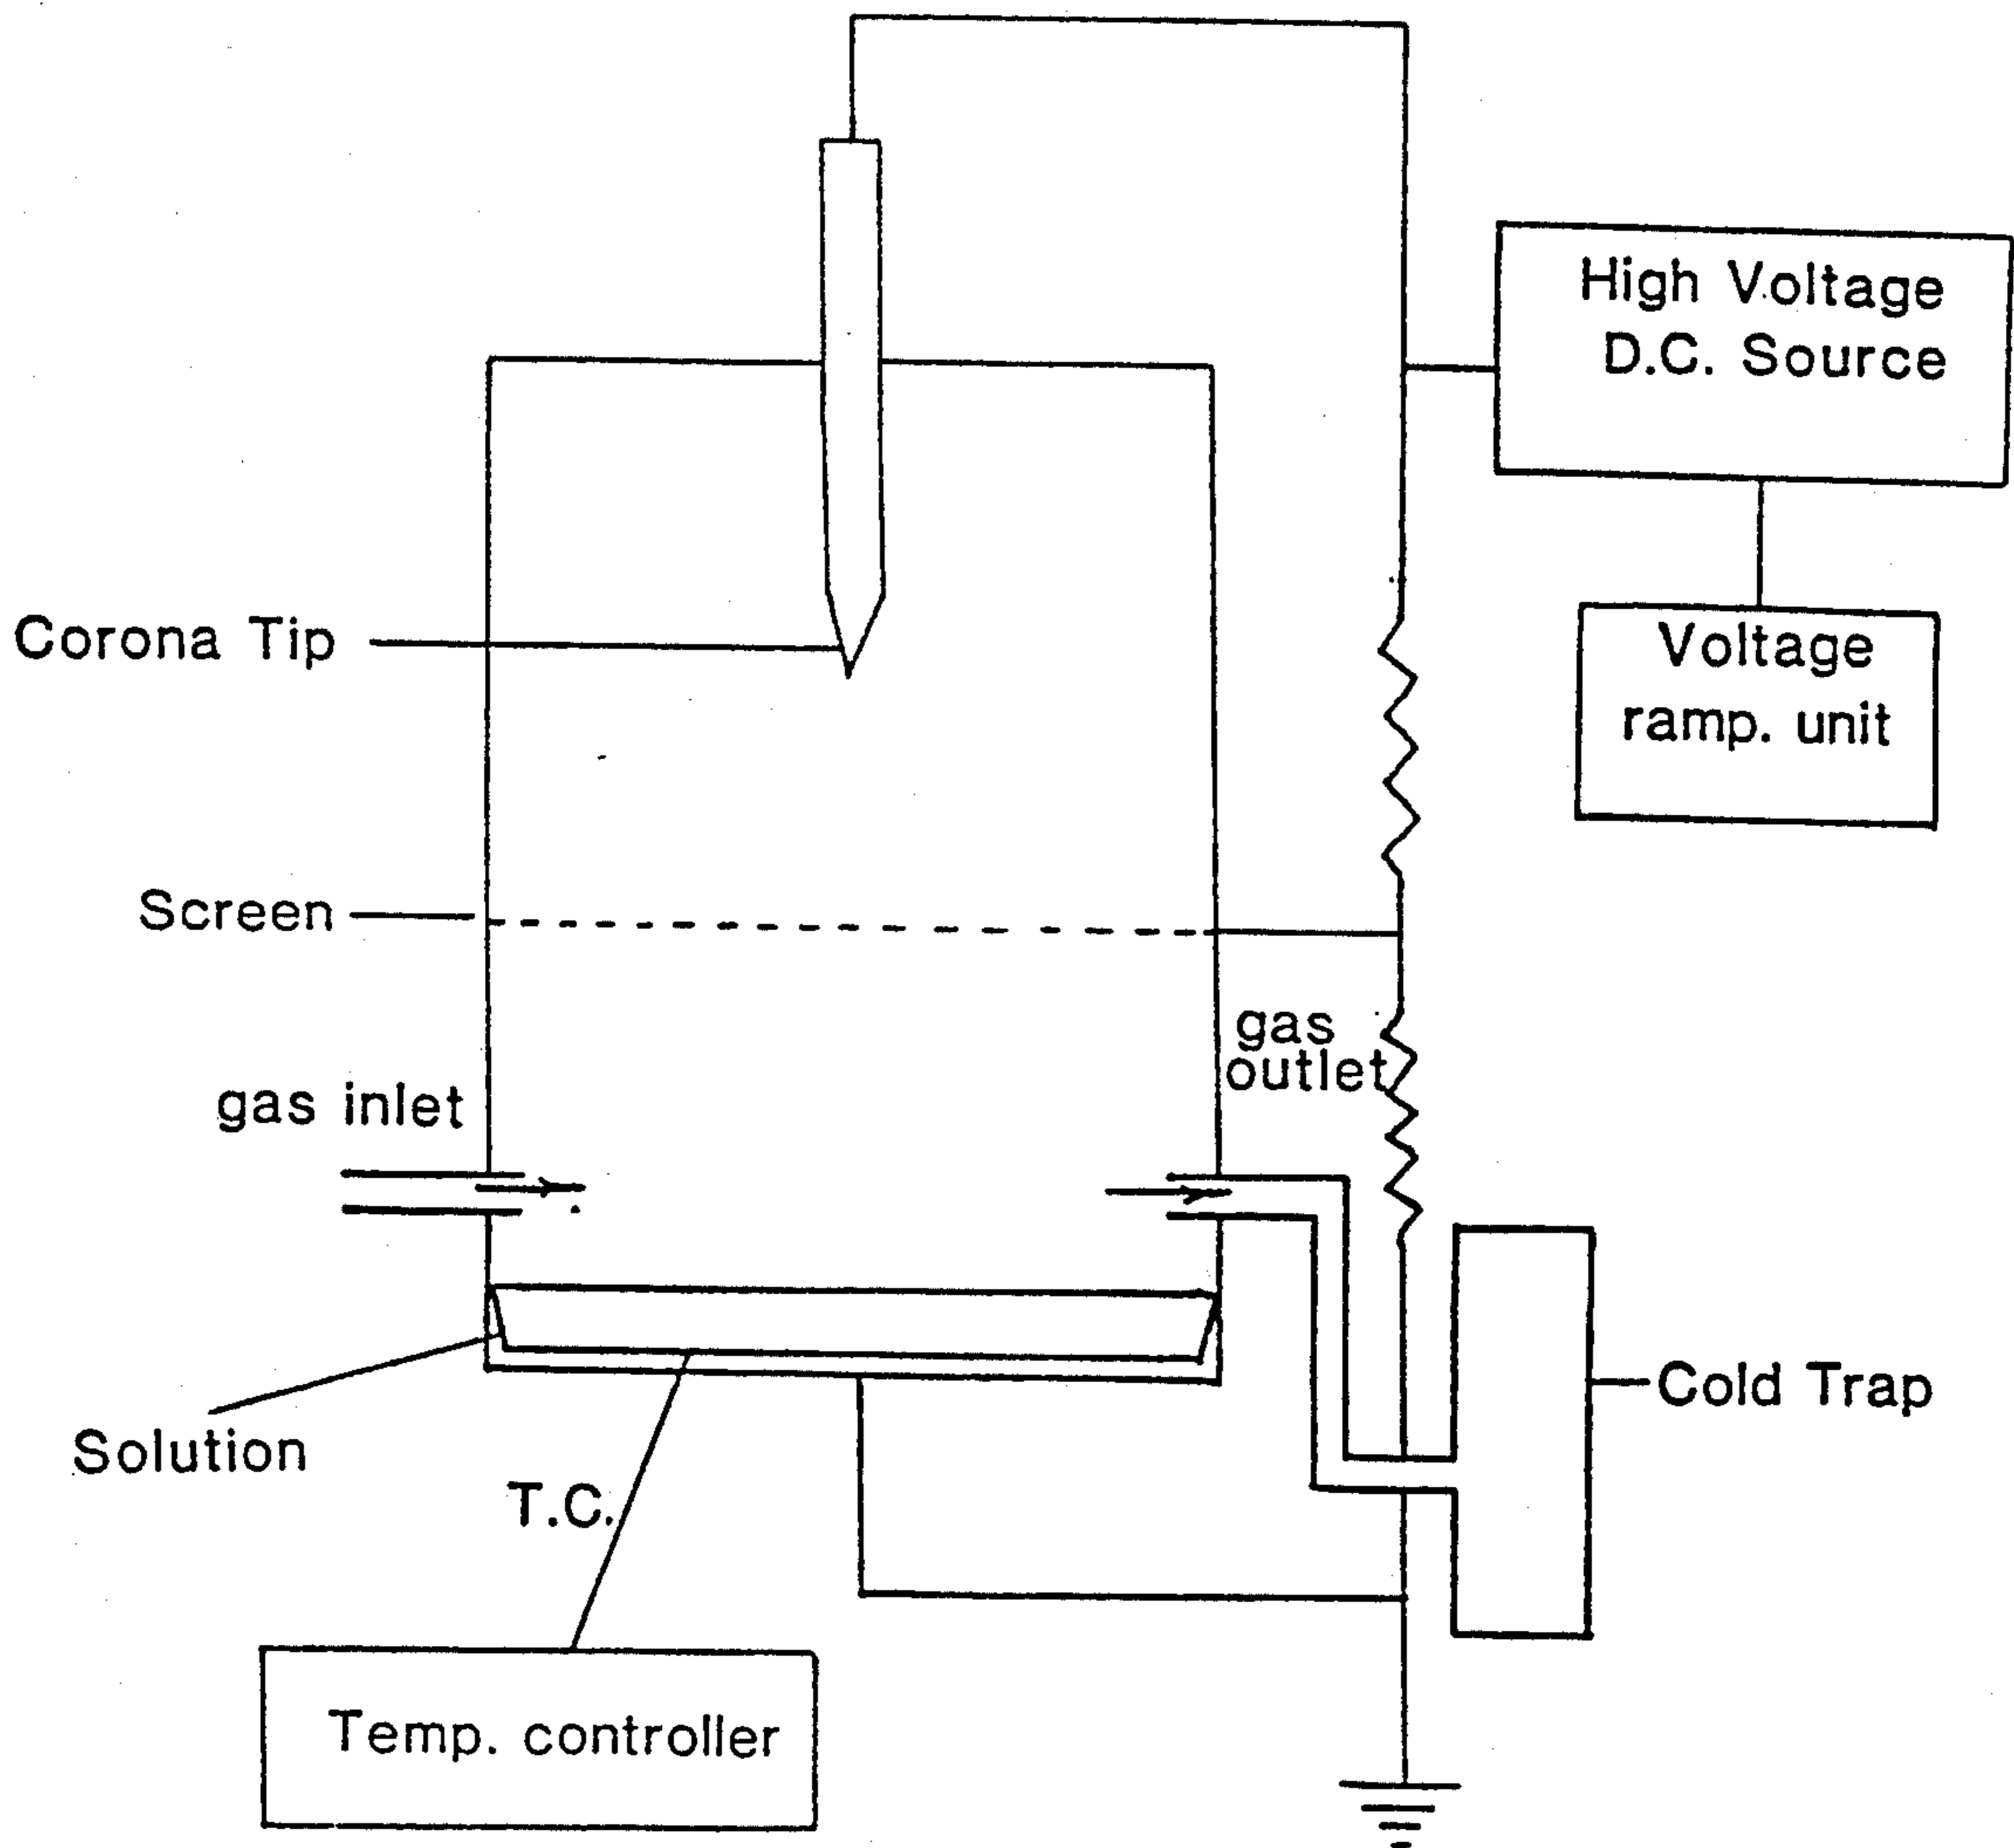 High Voltage
D.C. Source
Corona Tip
Voltage
ramp. unit
Screen
gas
outlet
gas inlet
Cold Trap
Solution
T.C.
Temp. controller